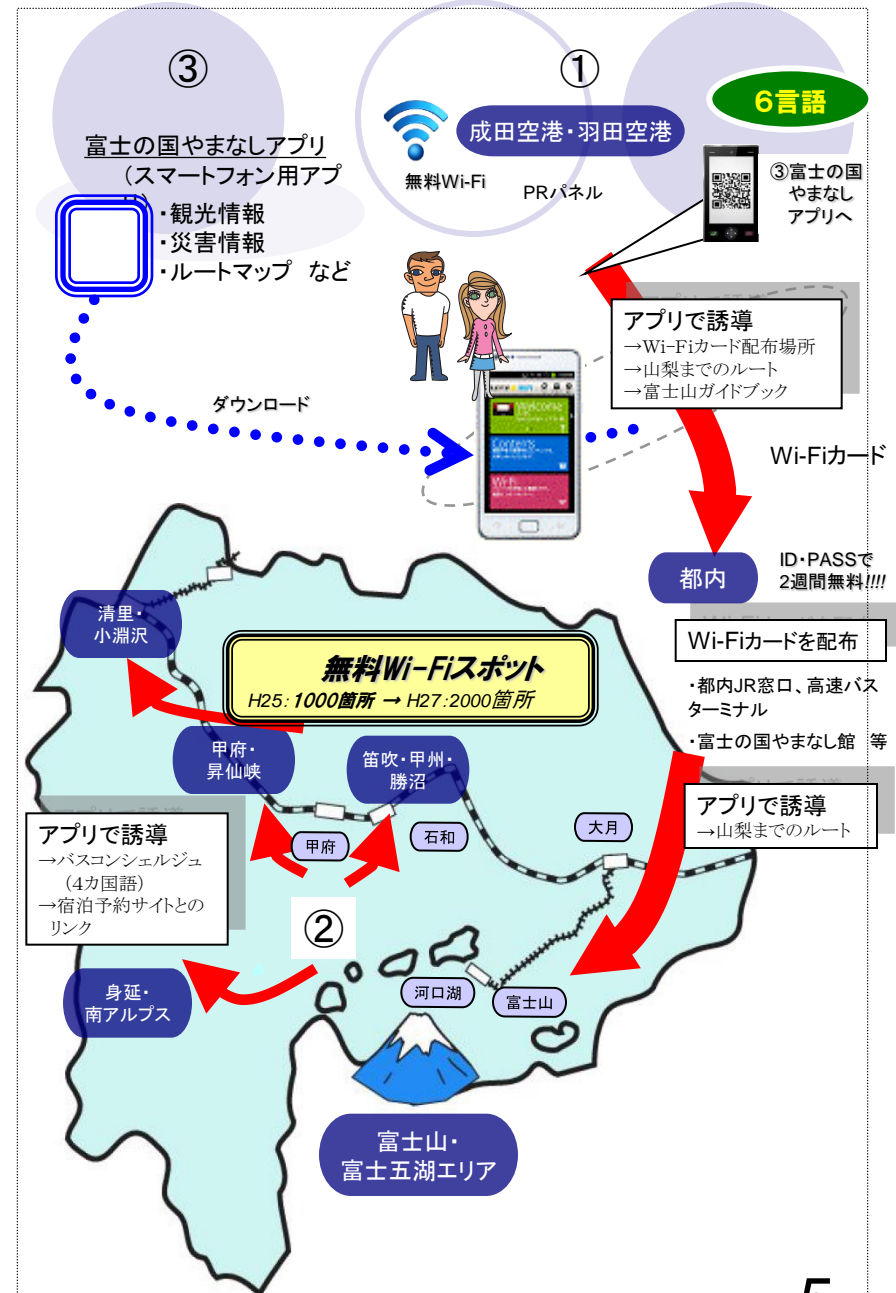 ③
富士の国やまなしアプリ
（スマートフォン用アプ
リ）
・観光情報
・災害情報
・ルートマップ　など
①
無料Wi-Fi
成田空港・羽田空港
PRパネル
6言語
③富士の国
やまなし
アプリへ
アプリで誘導
→Wi-Fiカード配布場所
→山梨までのルート
→富士山ガイドブック
ダウンロード
Welcome
Contents
Wi-Fi
Wi-Fiカード
都内
ID・PASSで
2週間無料!!!!
Wi-Fiカードを配布
・都内JR窓口、高速バス
ターミナル
・富士の国やまなし館　等
アプリで誘導
→山梨までのルート
清里・
小淵沢
無料Wi-Fiスポット
H25：1000箇所 → H27：2000箇所
甲府・
昇仙峡
笛吹・甲州・
勝沼
甲府
石和
大月
アプリで誘導
→バスコンシェルジュ
（4カ国語）
→宿泊予約サイトとの
リンク
②
身延・
南アルプス
河口湖
富士山
富士山・
富士五湖エリア
5